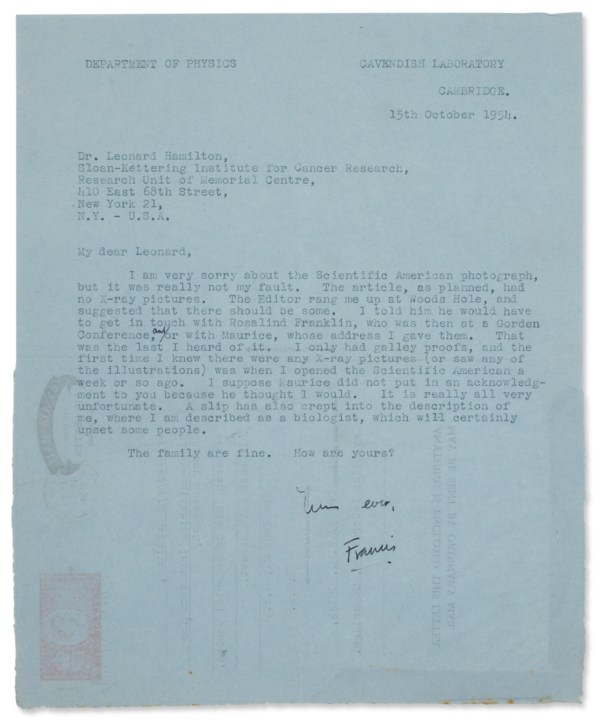 DEPARTMENT OF PHYSICS
CAVENDISH LABORATORY
CAMBRIDGE.
15th October 1954.
Dr. Leonard Hamilton,
Sloan-Kettering Institute for Cancer Research,
Research Unit of Memorial Centre,
410 East 68th Street,
New York 21,
N.Y. - U.S.A.
My dear Leonard,
I am very sorry about the Scientific American photograph,
but it was really not my fault. The article, as planned, had
no X-ray pictures. The Editor rang me up at Woods Hole, and
suggested that there should be some. I told him he would have
to get in touch with Rosalind Franklin, who was then at a Gordon
Conference, and/or with Maurice, whose address I gave them. That
was the last I heard of it. I only had galley proofs, and the
first time I knew there were any X-ray pictures (or saw any of
the illustrations) was when I opened the Scientific American a
week or so ago. I suppose Maurice did not put in an acknowledg-
ment to you because he thought I would. It is really all very
unfortunate. A slip has also crept into the description of
me, where I am described as a biologist, which will certainly
upset some people.
The family are fine. How are yours?
Yours ever,
Francis